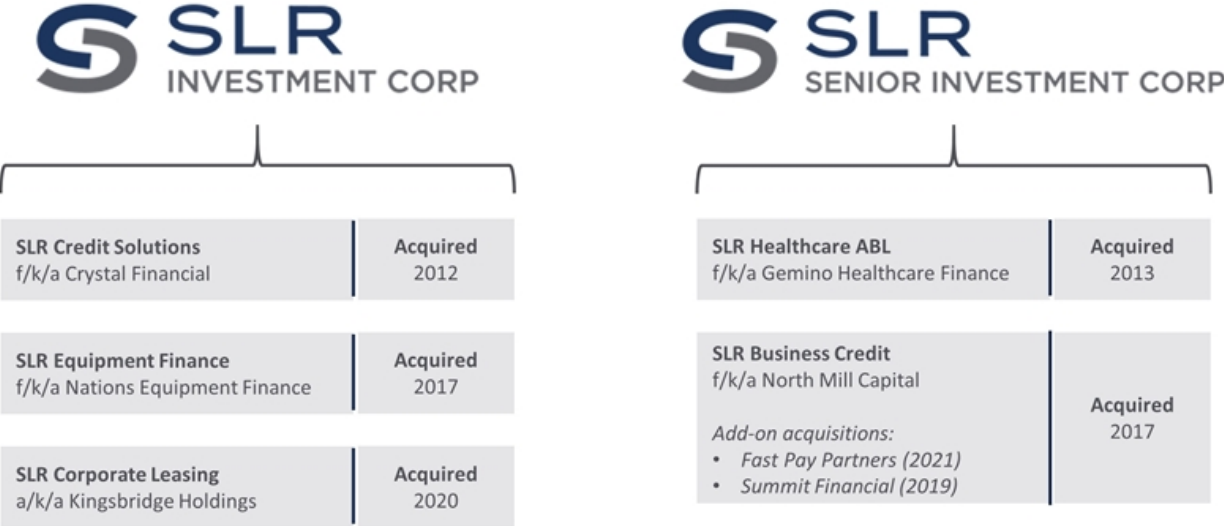 SLR
INVESTMENT CORP
SLR Credit Solutions
f/k/a Crystal Financial
Acquired
2012
SLR Equipment Finance
f/k/a Nations Equipment Finance
Acquired
2017
SLR Corporate Leasing
a/k/a Kingsbridge Holdings
Acquired
2020
SLR
SENIOR INVESTMENT CORP
SLR Healthcare ABL
f/k/a Gemino Healthcare Finance
Acquired
2013
SLR Business Credit
f/k/a North Mill Capital
Add-on acquisitions:
• Fast Pay Partners (2021)
• Summit Financial (2019)
Acquired
2017